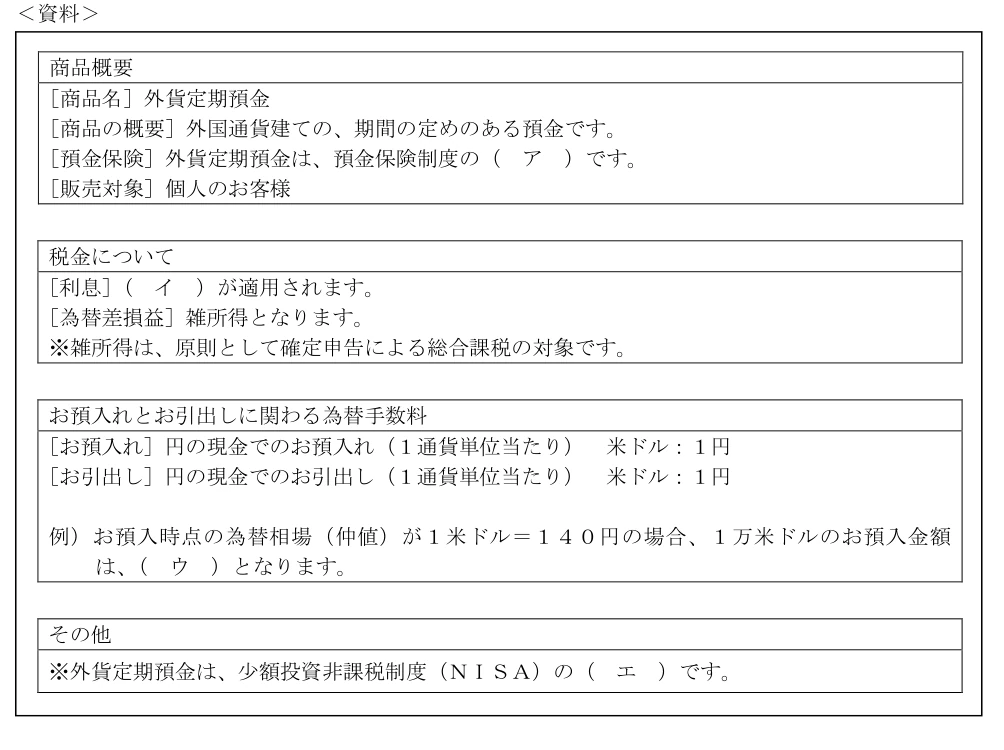 ＜資料＞
商品概要
［商品名］外貨定期預金
［商品の概要］外国通貨建ての、期間の定めのある預金です。
［預金保険］外貨定期預金は、預金保険制度の（　ア　）です。
［販売対象］個人のお客様
税金について
［利息］（　イ　）が適用されます。
［為替差損益］雑所得となります。
※雑所得は、原則として確定申告による総合課税の対象です。
お預入れとお引出しに関わる為替手数料
［お預入れ］円の現金でのお預入れ（１通貨単位当たり）　米ドル：１円
［お引出し］円の現金でのお引出し（１通貨単位当たり）　米ドル：１円
例）お預入時点の為替相場（仲値）が１米ドル＝１４０円の場合、１万米ドルのお預入金額
は、（　ウ　）となります。
その他
※外貨定期預金は、少額投資非課税制度（ＮＩＳＡ）の（　エ　）です。